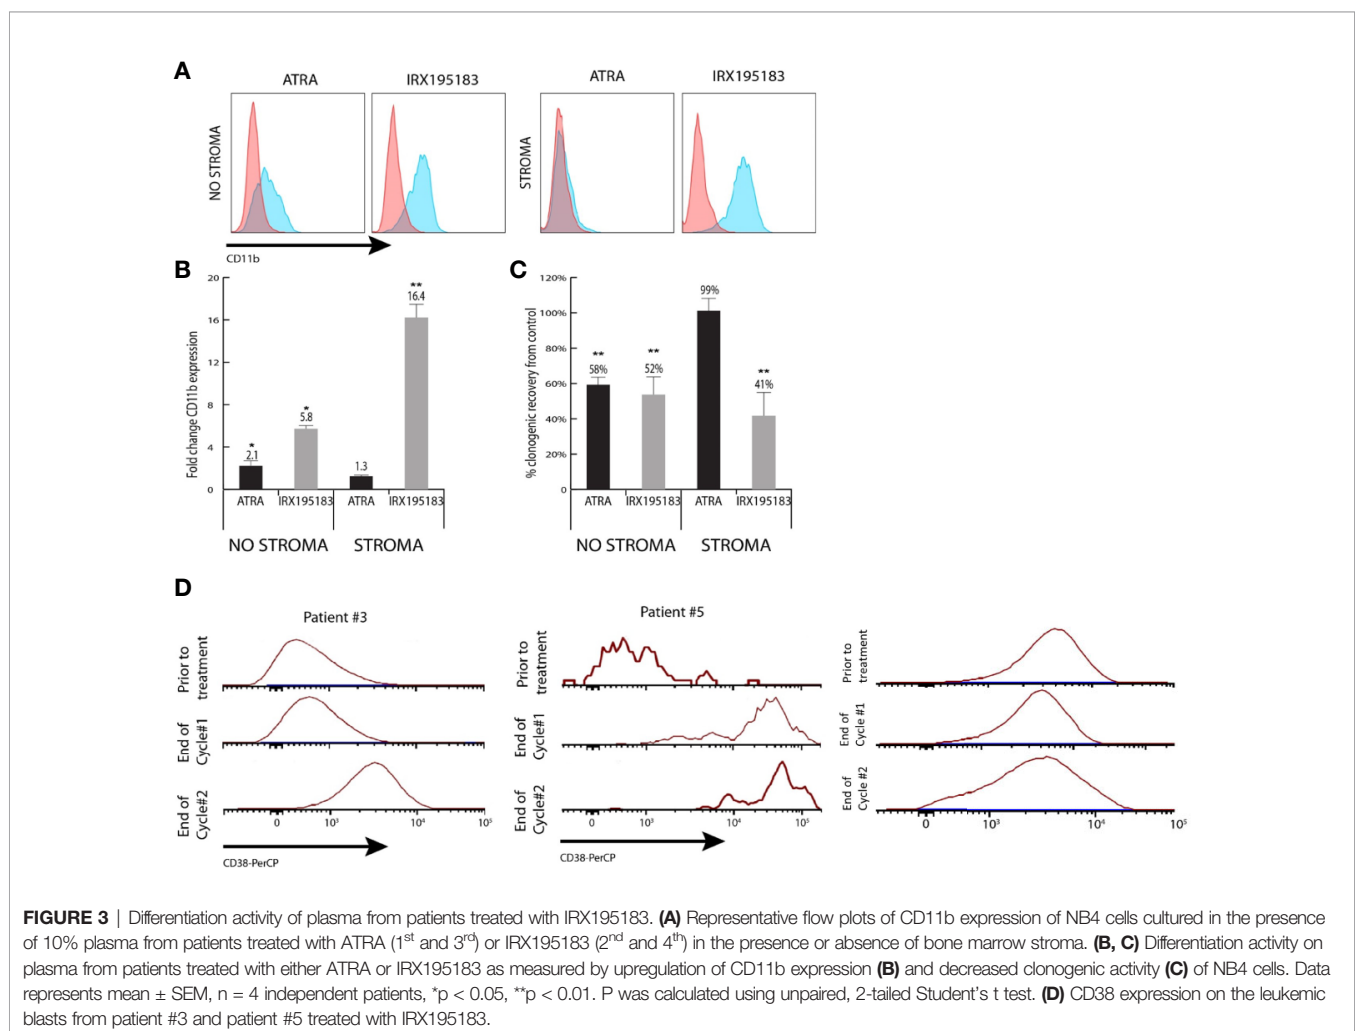 A
ATRA
IRX195183
ATRA
IRX195183
NO STROMA
STROMA
CD11b
B
Fold change CD11b expression
20
16
12
8
4
0
*
2.1
*
5.8
1.3
**
16.4
ATRA
IRX195183
ATRA
IRX195183
NO STROMA
STROMA
C
% clonogenic recovery from control
120%
100%
80%
60%
40%
20%
0
**
58%
**
52%
99%
**
41%
ATRA
IRX195183
ATRA
IRX195183
NO STROMA
STROMA
D
Patient #3
Prior to
treatment
End of
Cycle#1
End of
Cycle#2
0 10³ 10⁴ 10⁵
CD38-PerCP
Patient #5
Prior to
treatment
End of
Cycle#1
End of
Cycle#2
0 10³ 10⁴ 10⁵
CD38-PerCP
Prior to
treatment
End of
Cycle #1
End of
Cycle #2
0 10³ 10⁴ 10⁵
FIGURE 3 | Differentiation activity of plasma from patients treated with IRX195183. (A) Representative flow plots of CD11b expression of NB4 cells cultured in the presence
of 10% plasma from patients treated with ATRA (1st and 3rd) or IRX195183 (2nd and 4th) in the presence or absence of bone marrow stroma. (B, C) Differentiation activity on
plasma from patients treated with either ATRA or IRX195183 as measured by upregulation of CD11b expression (B) and decreased clonogenic activity (C) of NB4 cells. Data
represents mean ± SEM, n = 4 independent patients, *p < 0.05, **p < 0.01. P was calculated using unpaired, 2-tailed Student's t test. (D) CD38 expression on the leukemic
blasts from patient #3 and patient #5 treated with IRX195183.